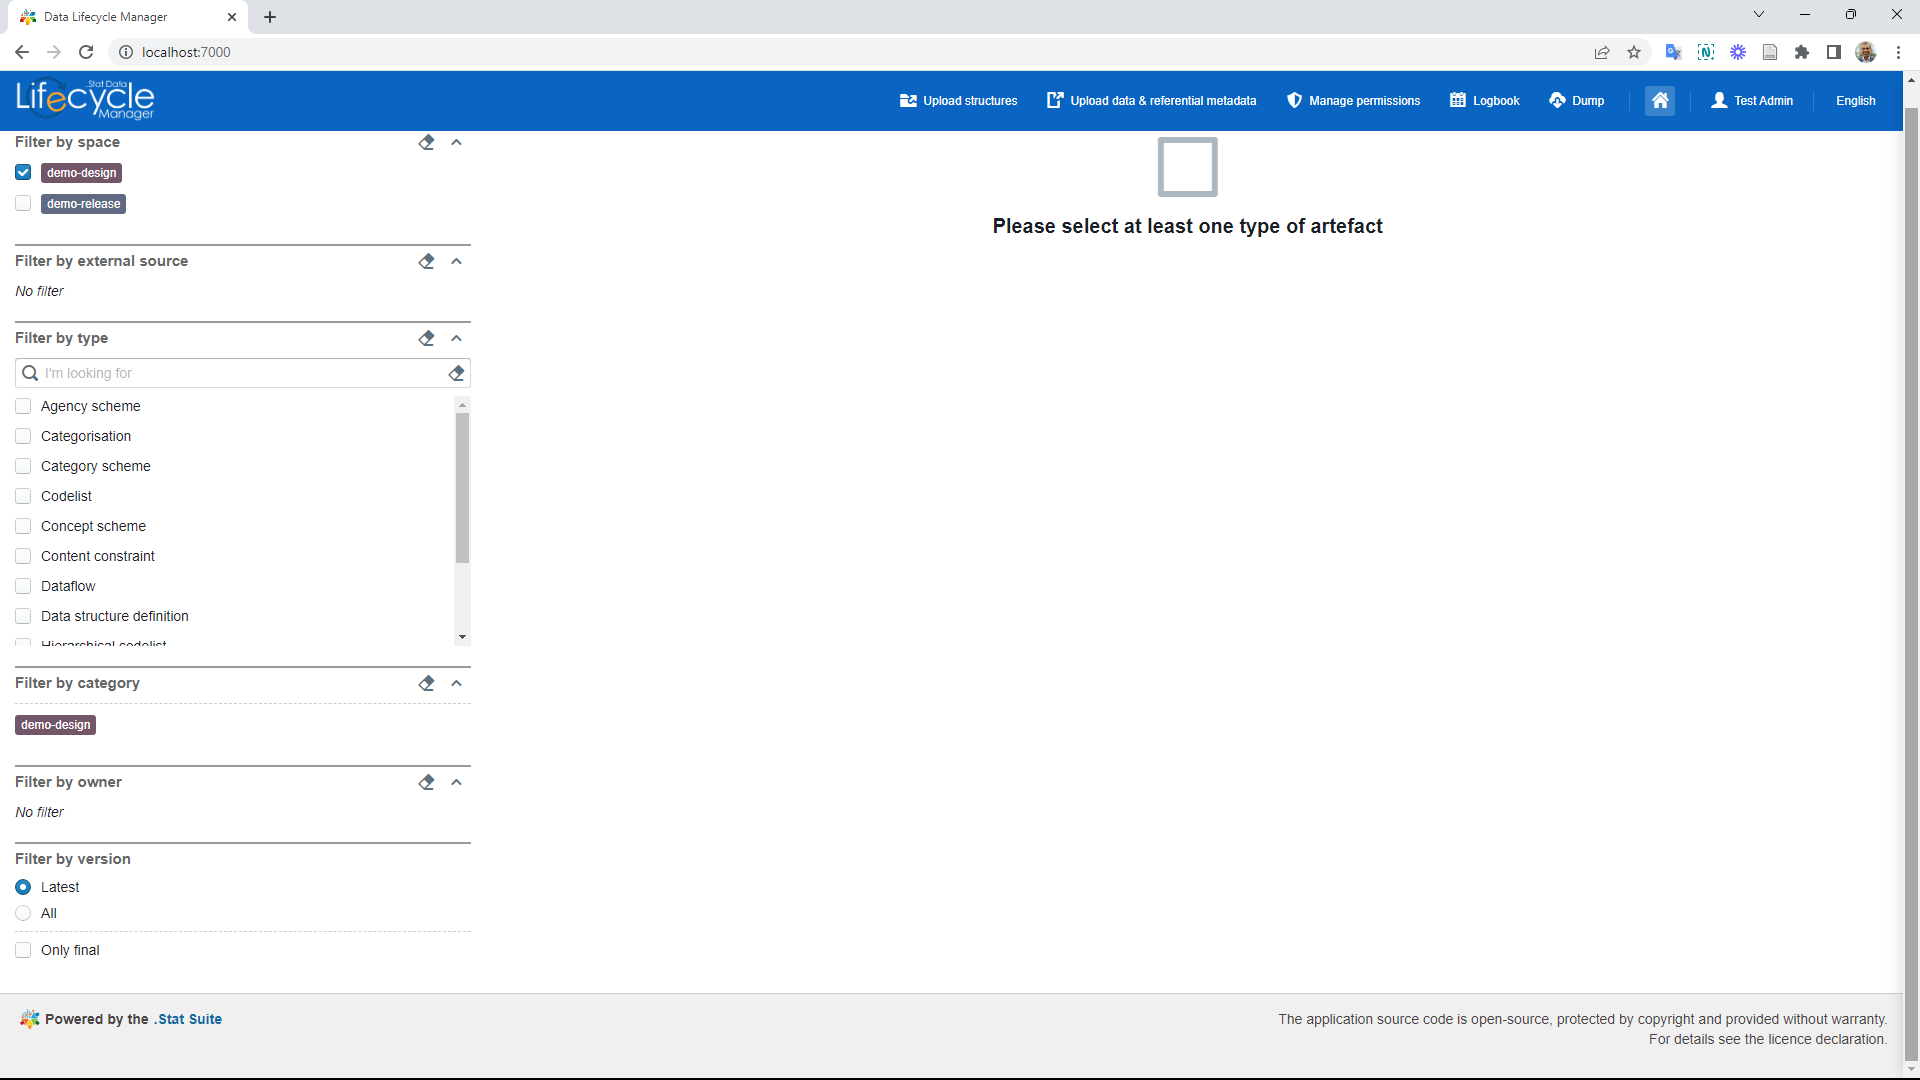 Data Lifecycle Manager
localhost:7000
.Stat Data
Lifecycle
Manager
Upload structures
Upload data & referential metadata
Manage permissions
Logbook
Dump
Test Admin
English
Filter by space
demo-design
demo-release
Filter by external source
No filter
Filter by type
I'm looking for
Agency scheme
Categorisation
Category scheme
Codelist
Concept scheme
Content constraint
Dataflow
Data structure definition
Hierarchical codelist
Filter by category
demo-design
Filter by owner
No filter
Filter by version
Latest
All
Only final
Please select at least one type of artefact
Powered by the .Stat Suite
The application source code is open-source, protected by copyright and provided without warranty.
For details see the licence declaration.